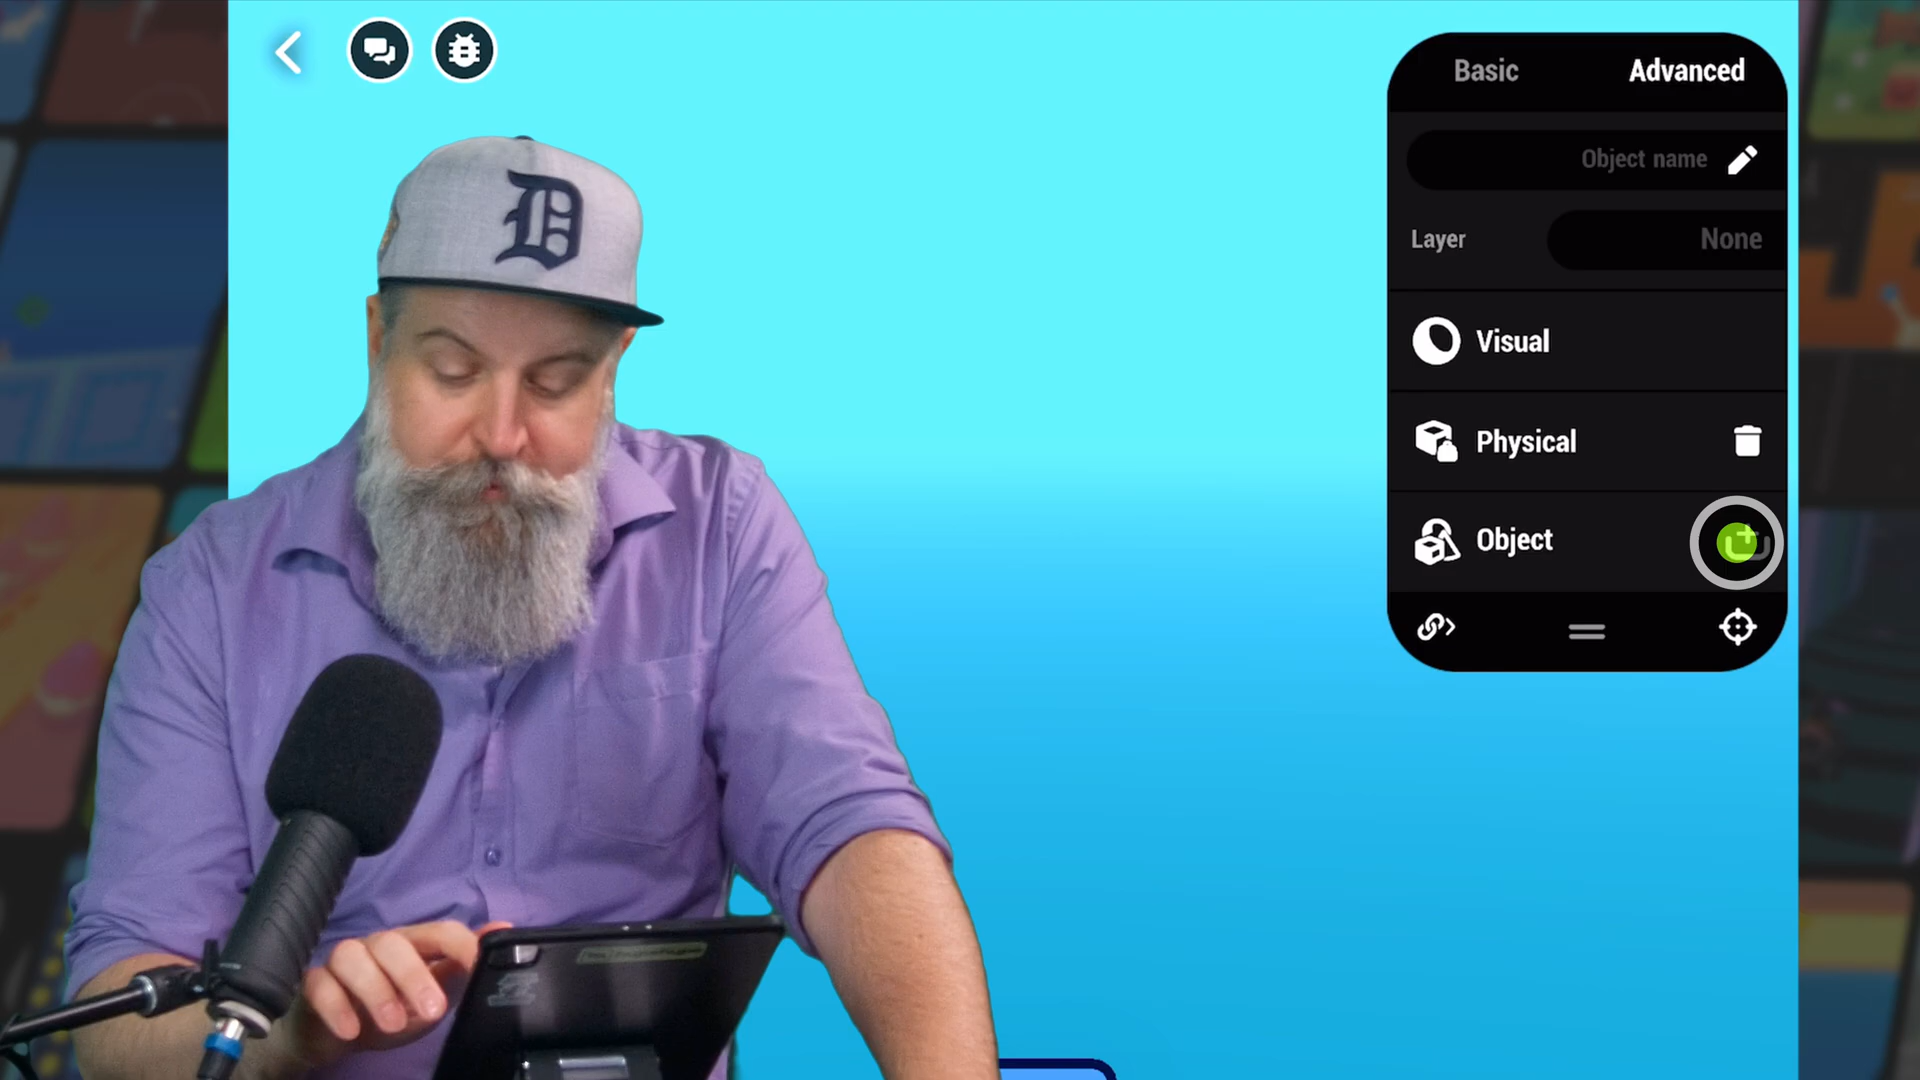 Basic Advanced
Object name
Layer None
D
Visual
Physical
Object